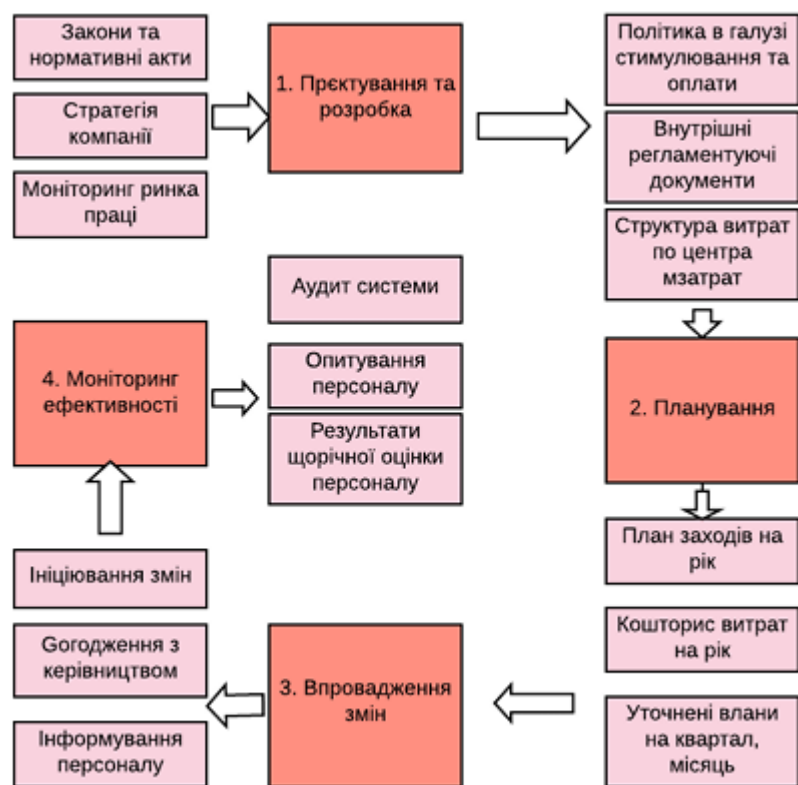 Закони та
нормативні акти
Стратегія
компанії
Моніторинг ринка
праці
1. Прєктування та
розробка
Політика в галузі
стимулювання та
оплати
Внутрішні
регламентуючі
документи
Структура витрат
по центра
мзатрат
2. Планування
План заходів на
рік
Кошторис витрат
на рік
Уточнені влани
на квартал,
місяць
3. Впровадження
змін
Ініціювання змін
Gогодження з
керівництвом
Інформування
персоналу
4. Моніторинг
ефективності
Аудит системи
Опитування
персоналу
Результати
щорічної оцінки
персоналу